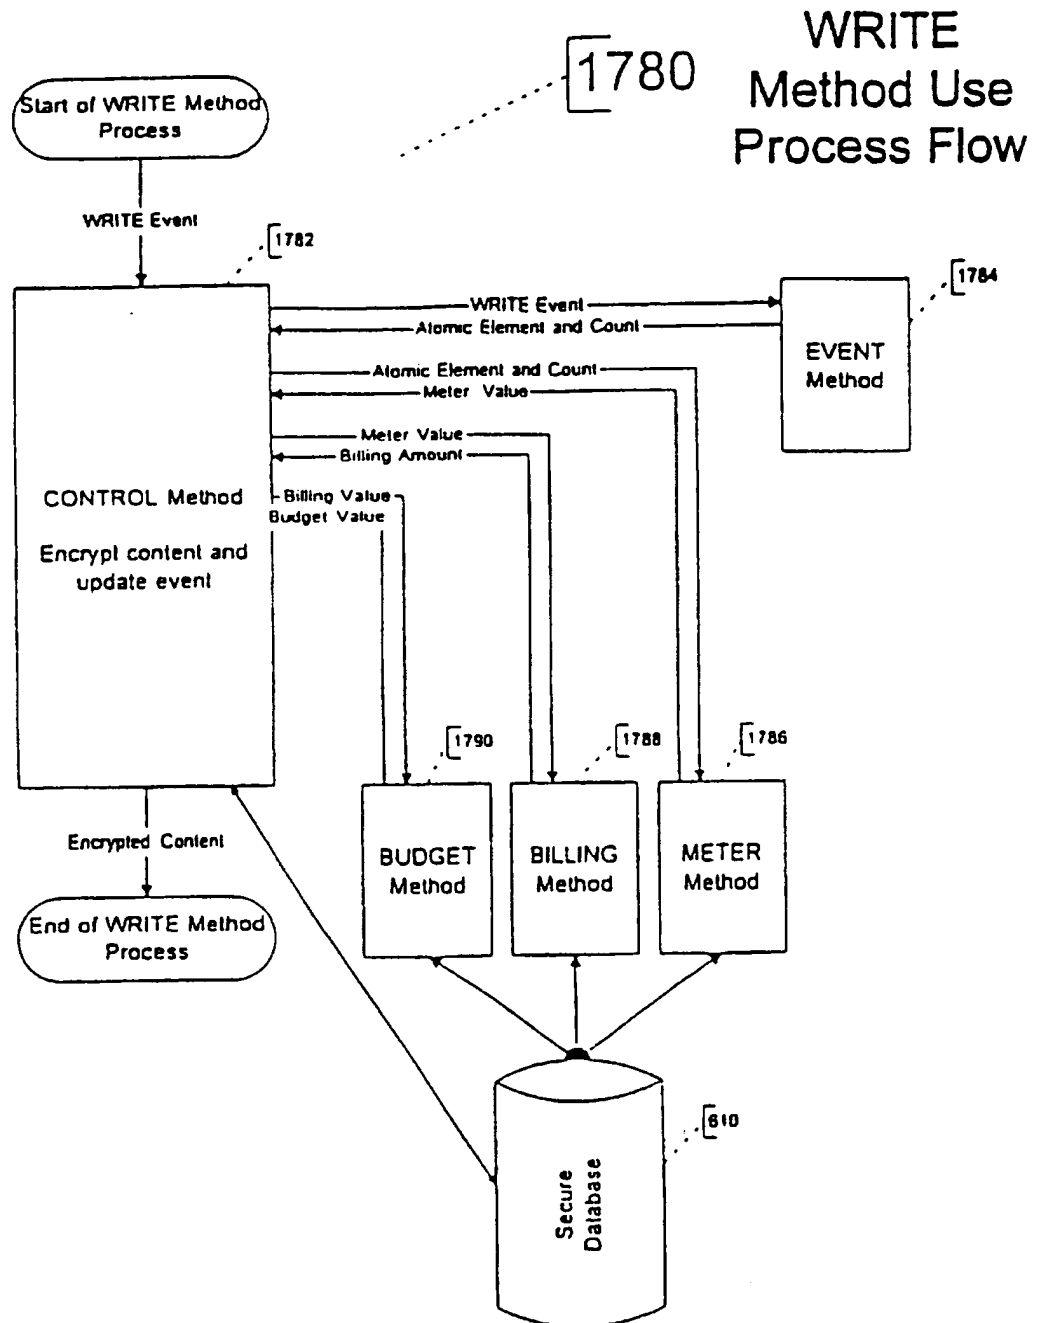 WRITE
Method Use
Process Flow
1780
Start of WRITE Method
Process
WRITE Event
1782
1784
WRITE Event
Atomic Element and Count
EVENT
Method
Atomic Element and Count
Meter Value
Meter Value
Billing Amount
CONTROL Method
Encrypt content and
update event
Billing Value
Budget Value
1790
1788
1786
Encrypted Content
BUDGET
Method
BILLING
Method
METER
Method
End of WRITE Method
Process
610
Secure
Database